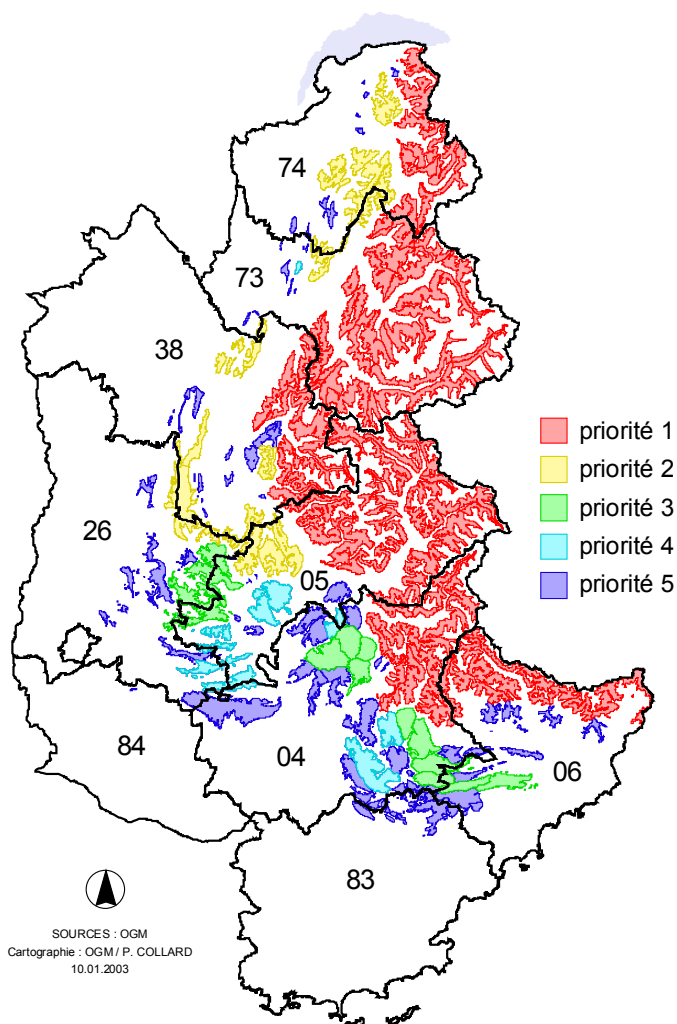 74
73
38
priorité 1
priorité 2
priorité 3
priorité 4
priorité 5
26
05
84
04
06
83
SOURCES : OGM
Cartographie : OGM / P. COLLARD
10.01.2003